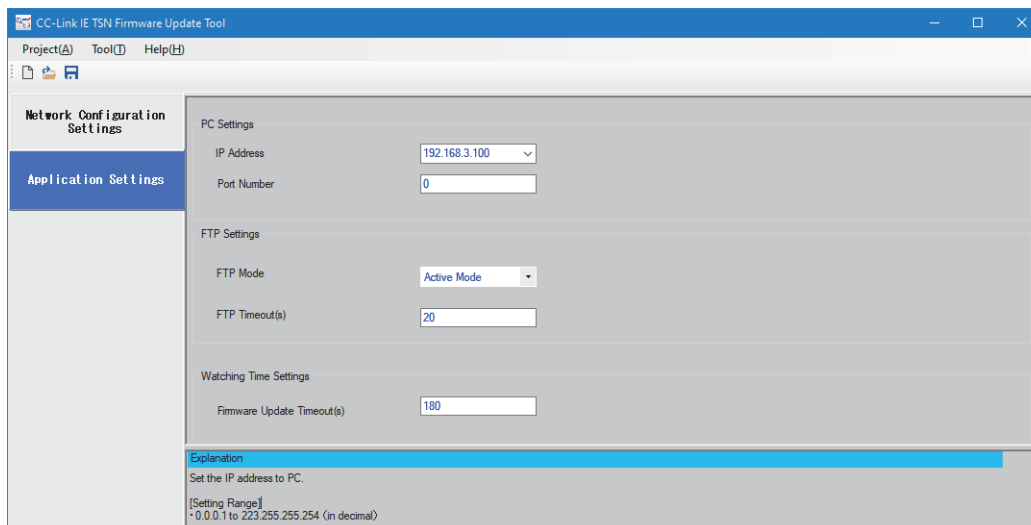 CC-Link IE TSN Firmware Update Tool
Project(A) Tool(T) Help(H)
Network Configuration
Settings
Application Settings
PC Settings
IP Address 192.168.3.100
Port Number 0
FTP Settings
FTP Mode Active Mode
FTP Timeout(s) 20
Watching Time Settings
Firmware Update Timeout(s) 180
Explanation
Set the IP address to PC.
[Setting Range]
・0.0.0.1 to 223.255.255.254 (in decimal)